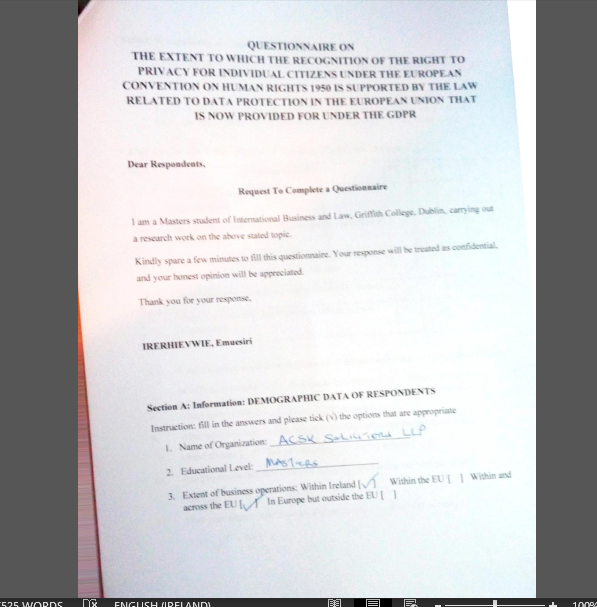 QUESTIONNAIRE ON
THE EXTENT TO WHICH THE RECOGNITION OF THE RIGHT TO
PRIVACY FOR INDIVIDUAL CITIZENS UNDER THE EUROPEAN
CONVENTION ON HUMAN RIGHTS 1950 IS SUPPORTED BY THE LAW
RELATED TO DATA PROTECTION IN THE EUROPEAN UNION THAT
IS NOW PROVIDED FOR UNDER THE GDPR
Dear Respondents,
Request To Complete a Questionnaire
I am a Masters student of International Business and Law, Griffith College, Dublin, carrying out
a research work on the above stated topic.
Kindly spare a few minutes to fill this questionnaire. Your response will be treated as confidential,
and your honest opinion will be appreciated.
Thank you for your response.
IRERHIEVWIE, Emuesiri
Section A: Information: DEMOGRAPHIC DATA OF RESPONDENTS
Instruction: fill in the answers and please tick (√) the options that are appropriate
1. Name of Organization: ACSK Solutions LLP
2. Educational Level: MASTERS
3. Extent of business operations: Within Ireland [✓] Within the EU [ ] Within and
across the EU [✓] In Europe but outside the EU [ ]
525 WORDS ENGLISH (IRELAND) 100%